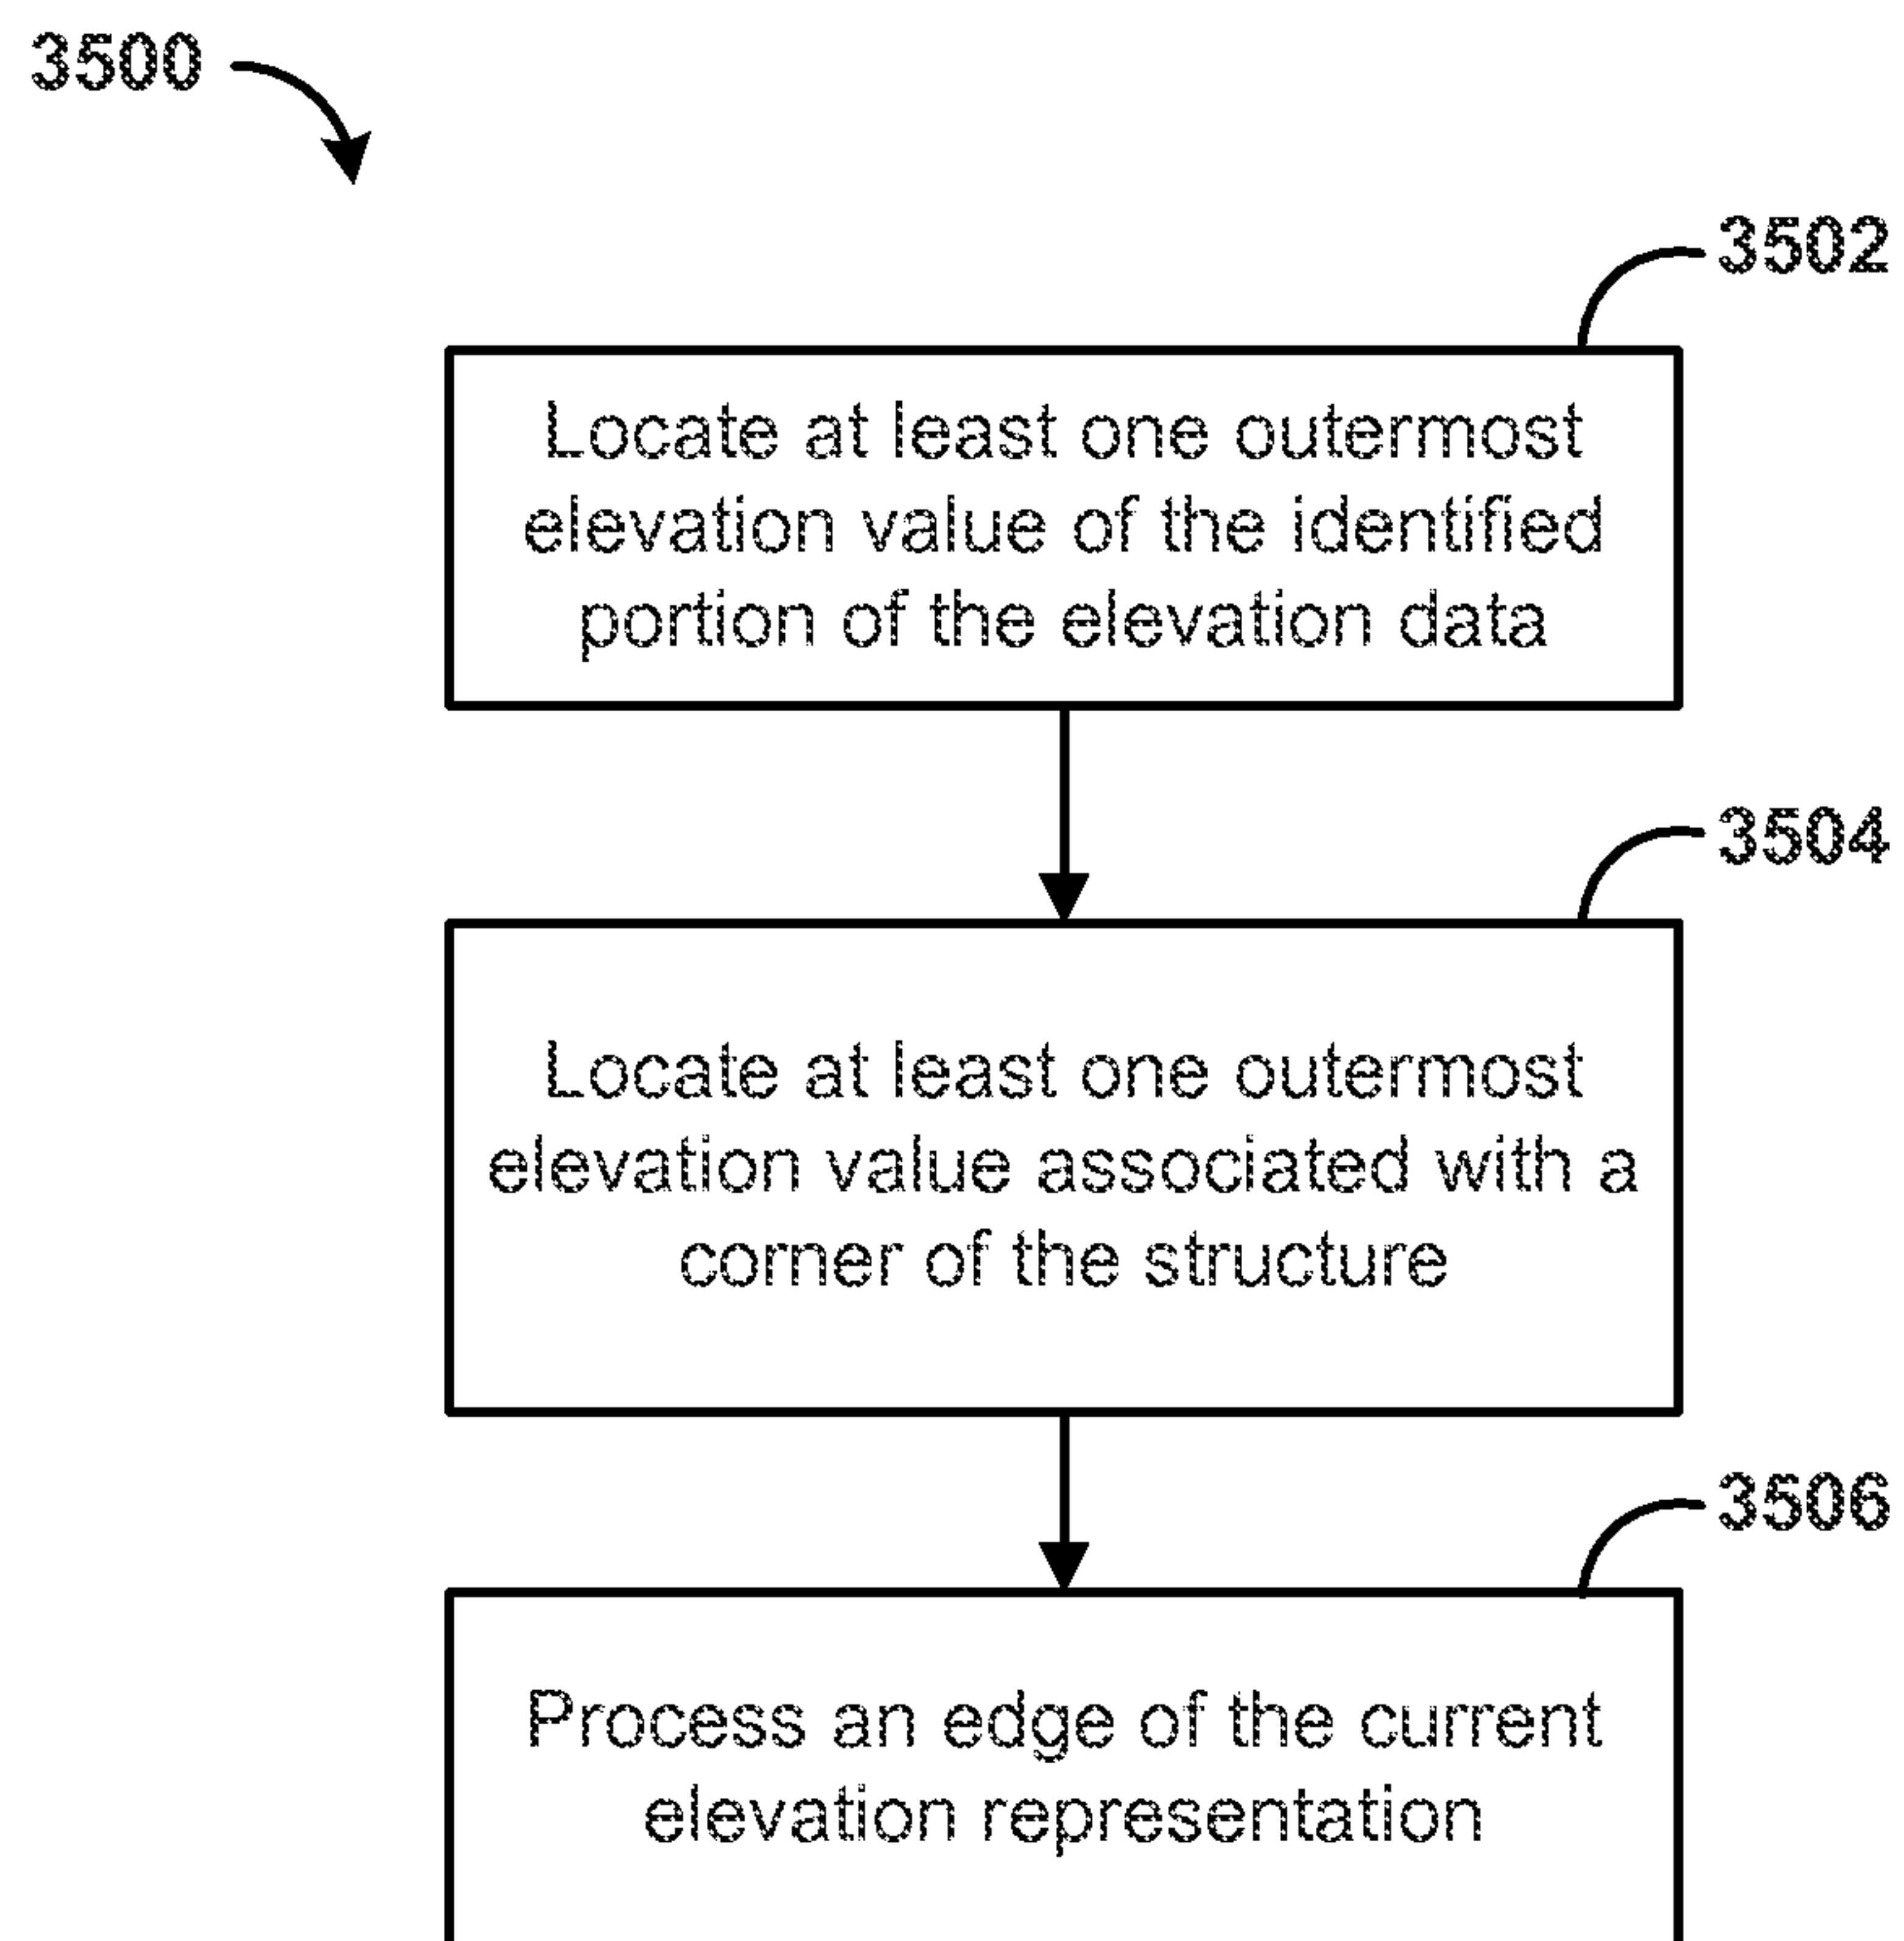 3500
3502
Locate at least one outermost
elevation value of the identified
portion of the elevation data
3504
Locate at least one outermost
elevation value associated with a
corner of the structure
3506
Process an edge of the current
elevation representation